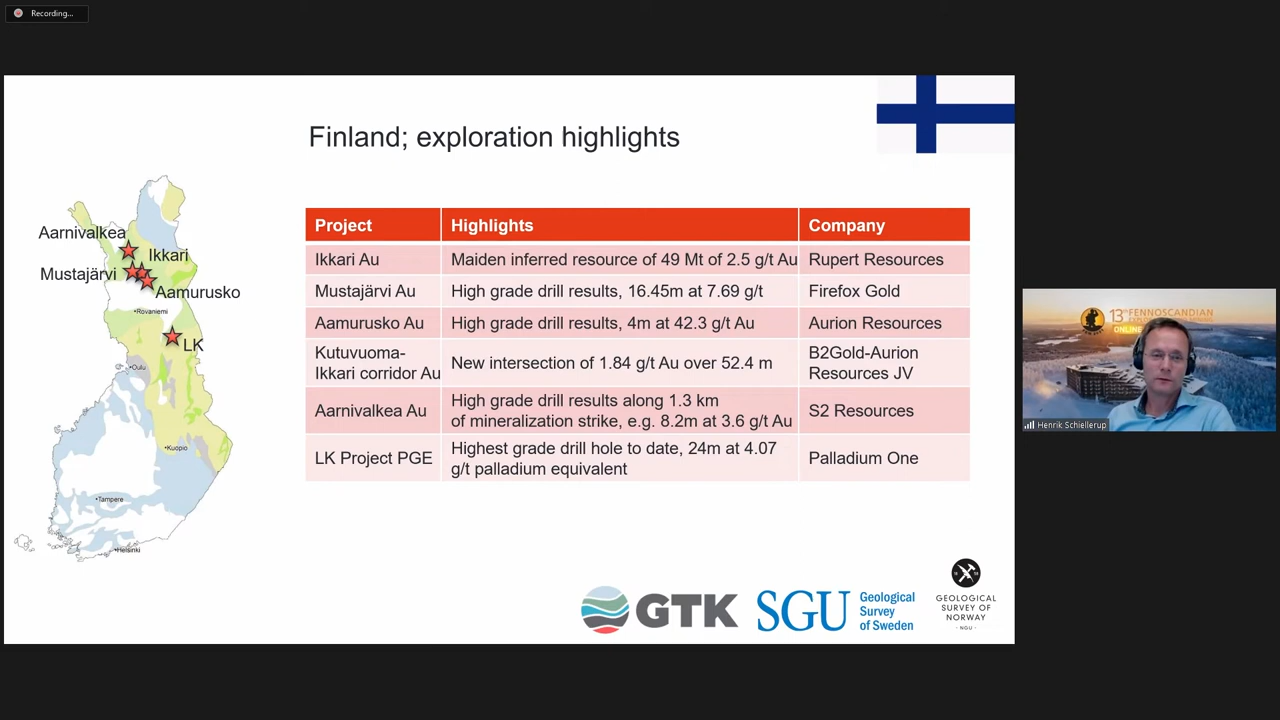 Recording...
Finland; exploration highlights
Aarnivalkea
Ikkari
Mustajärvi
Aamurusko
•Rovaniemi
LK
•Oulu
•Kuopio
•Tampere
•Helsinki
Project Highlights Company
Ikkari Au Maiden inferred resource of 49 Mt of 2.5 g/t Au Rupert Resources
Mustajärvi Au High grade drill results, 16.45m at 7.69 g/t Firefox Gold
Aamurusko Au High grade drill results, 4m at 42.3 g/t Au Aurion Resources
Kutuvuoma-
Ikkari corridor Au
New intersection of 1.84 g/t Au over 52.4 m
B2Gold-Aurion
Resources JV
Aarnivalkea Au
High grade drill results along 1.3 km
of mineralization strike, e.g. 8.2m at 3.6 g/t Au
S2 Resources
LK Project PGE
Highest grade drill hole to date, 24m at 4.07
g/t palladium equivalent
Palladium One
GTK
SGU
Geological
Survey
of Sweden
GEOLOGICAL
SURVEY OF
NORWAY
- NGU -
13th FENNOSCANDIAN
ONLINE
Henrik Schiellerup